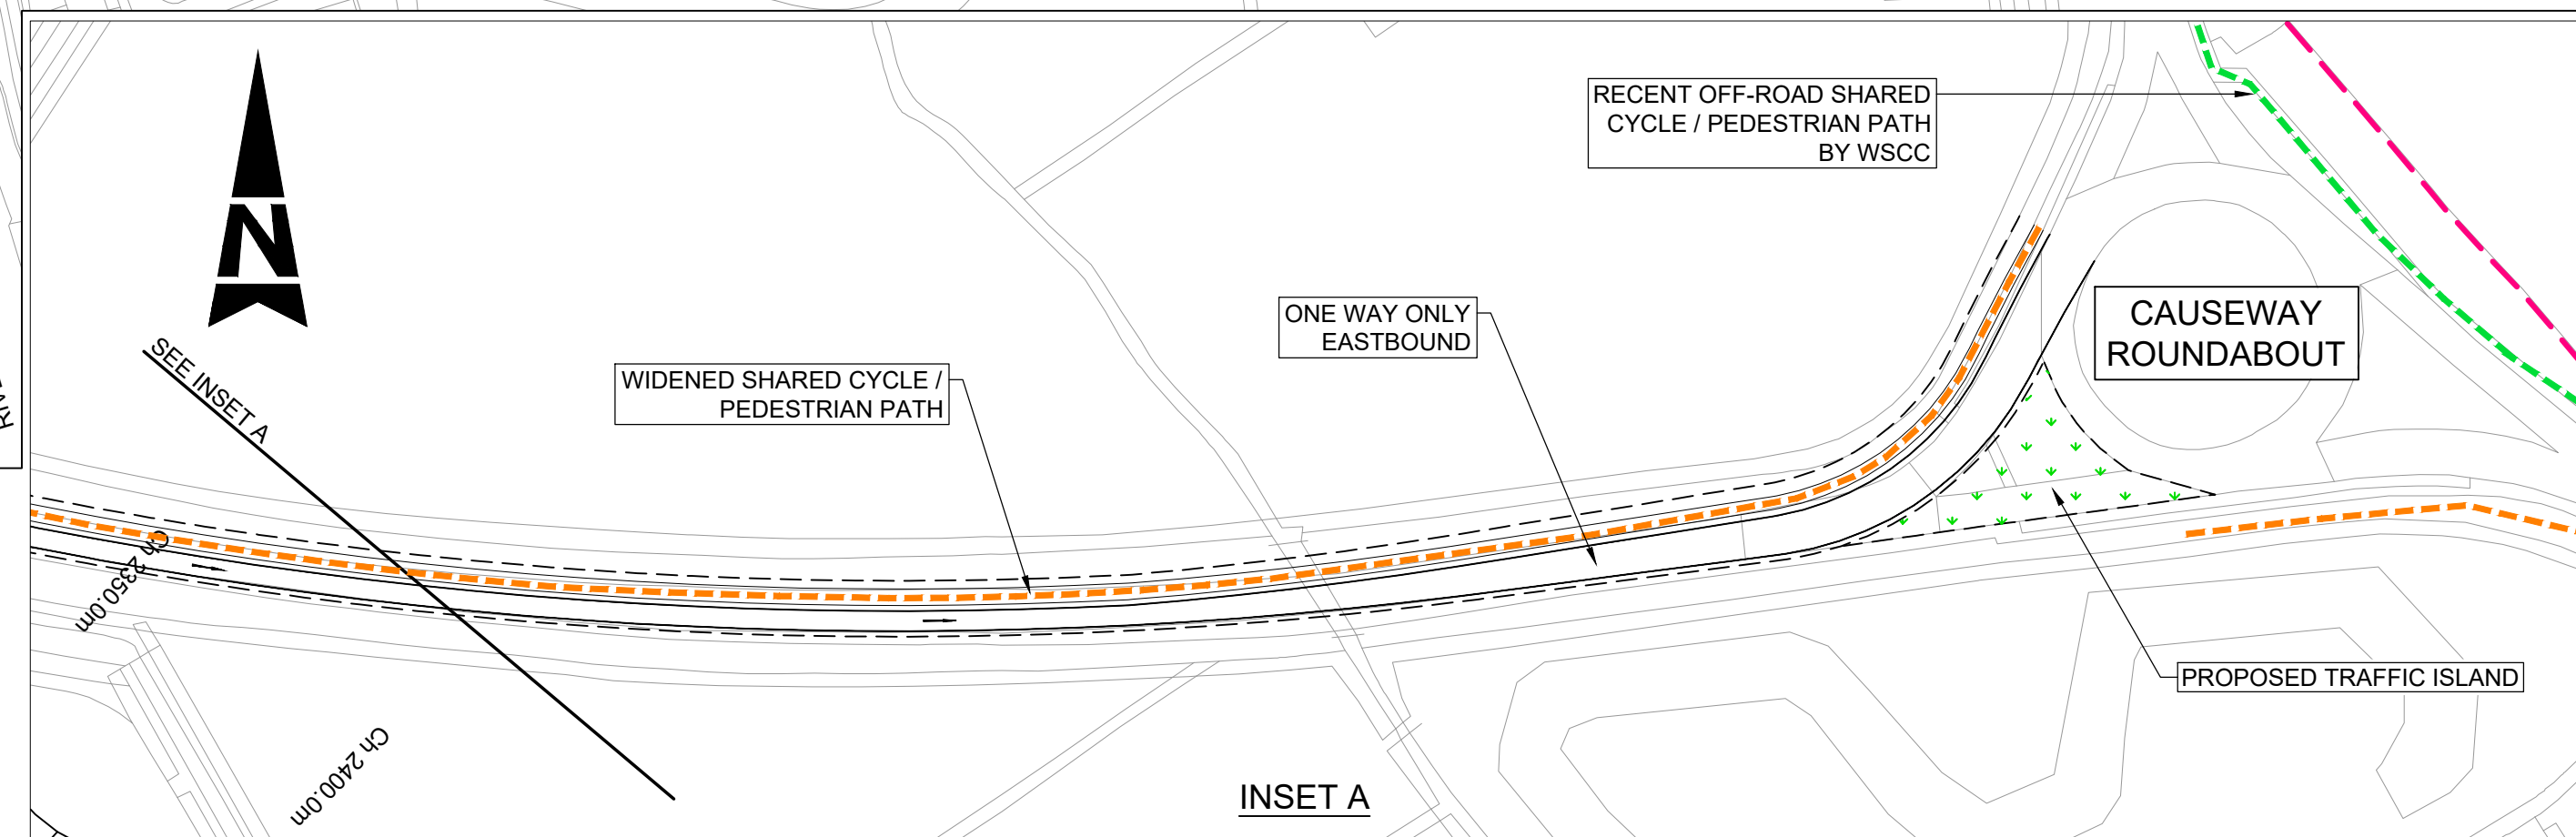 RECENT OFF-ROAD SHARED
CYCLE / PEDESTRIAN PATH
BY WSCC
N
ONE WAY ONLY
EASTBOUND
CAUSEWAY
ROUNDABOUT
SEE INSET A
WIDENED SHARED CYCLE /
PEDESTRIAN PATH
Ch 2350.0m
PROPOSED TRAFFIC ISLAND
Ch 2400.0m
INSET A